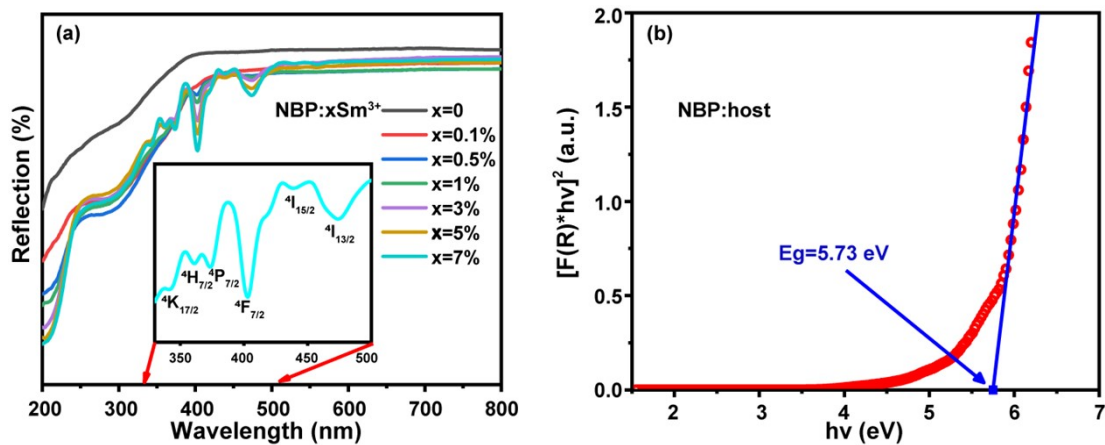 (a)
NBP:xSm³⁺
x=0
x=0.1%
x=0.5%
x=1%
x=3%
x=5%
x=7%
⁴I₁₅/₂
⁴I₁₃/₂
⁴H₇/₂
⁴P₇/₂
⁴K₁₇/₂
⁴F₇/₂
350 400 450 500
Reflection (%)
200 300 400 500 600 700 800
Wavelength (nm)
(b)
NBP:host
Eg=5.73 eV
[F(R)*hv]² (a.u.)
2.0
1.5
1.0
0.5
0.0
2 3 4 5 6 7
hv (eV)